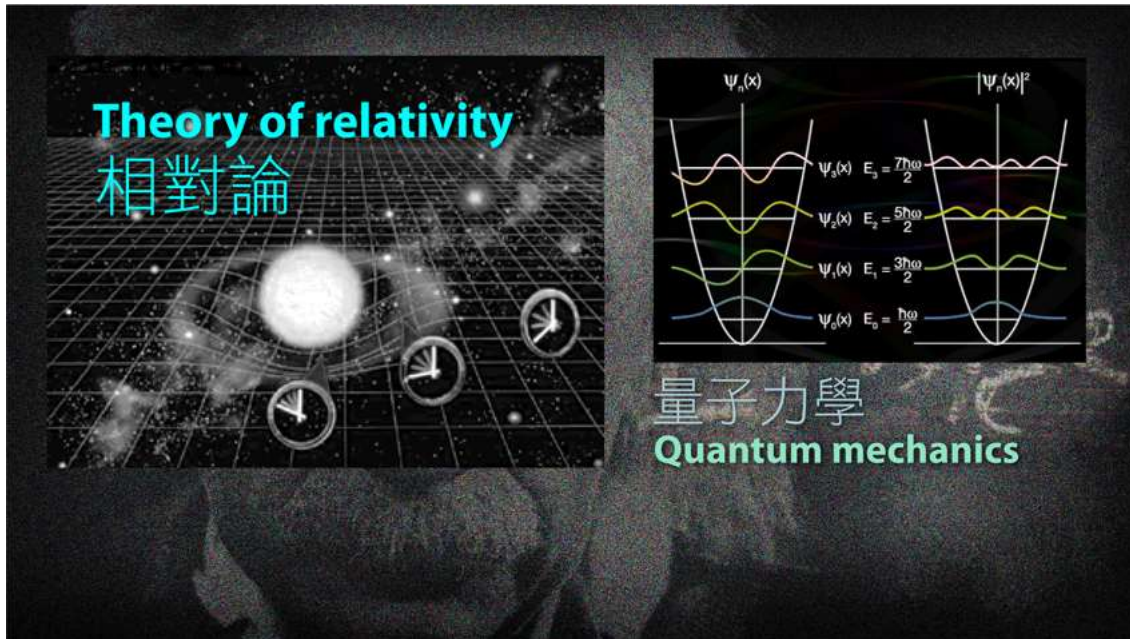 Theory of relativity
相對論
Ψₙ(x)
|Ψₙ(x)|²
Ψ₃(x) E₃ = 7ħω/2
Ψ₂(x) E₂ = 5ħω/2
Ψ₁(x) E₁ = 3ħω/2
Ψ₀(x) E₀ = ħω/2
量子力學
Quantum mechanics